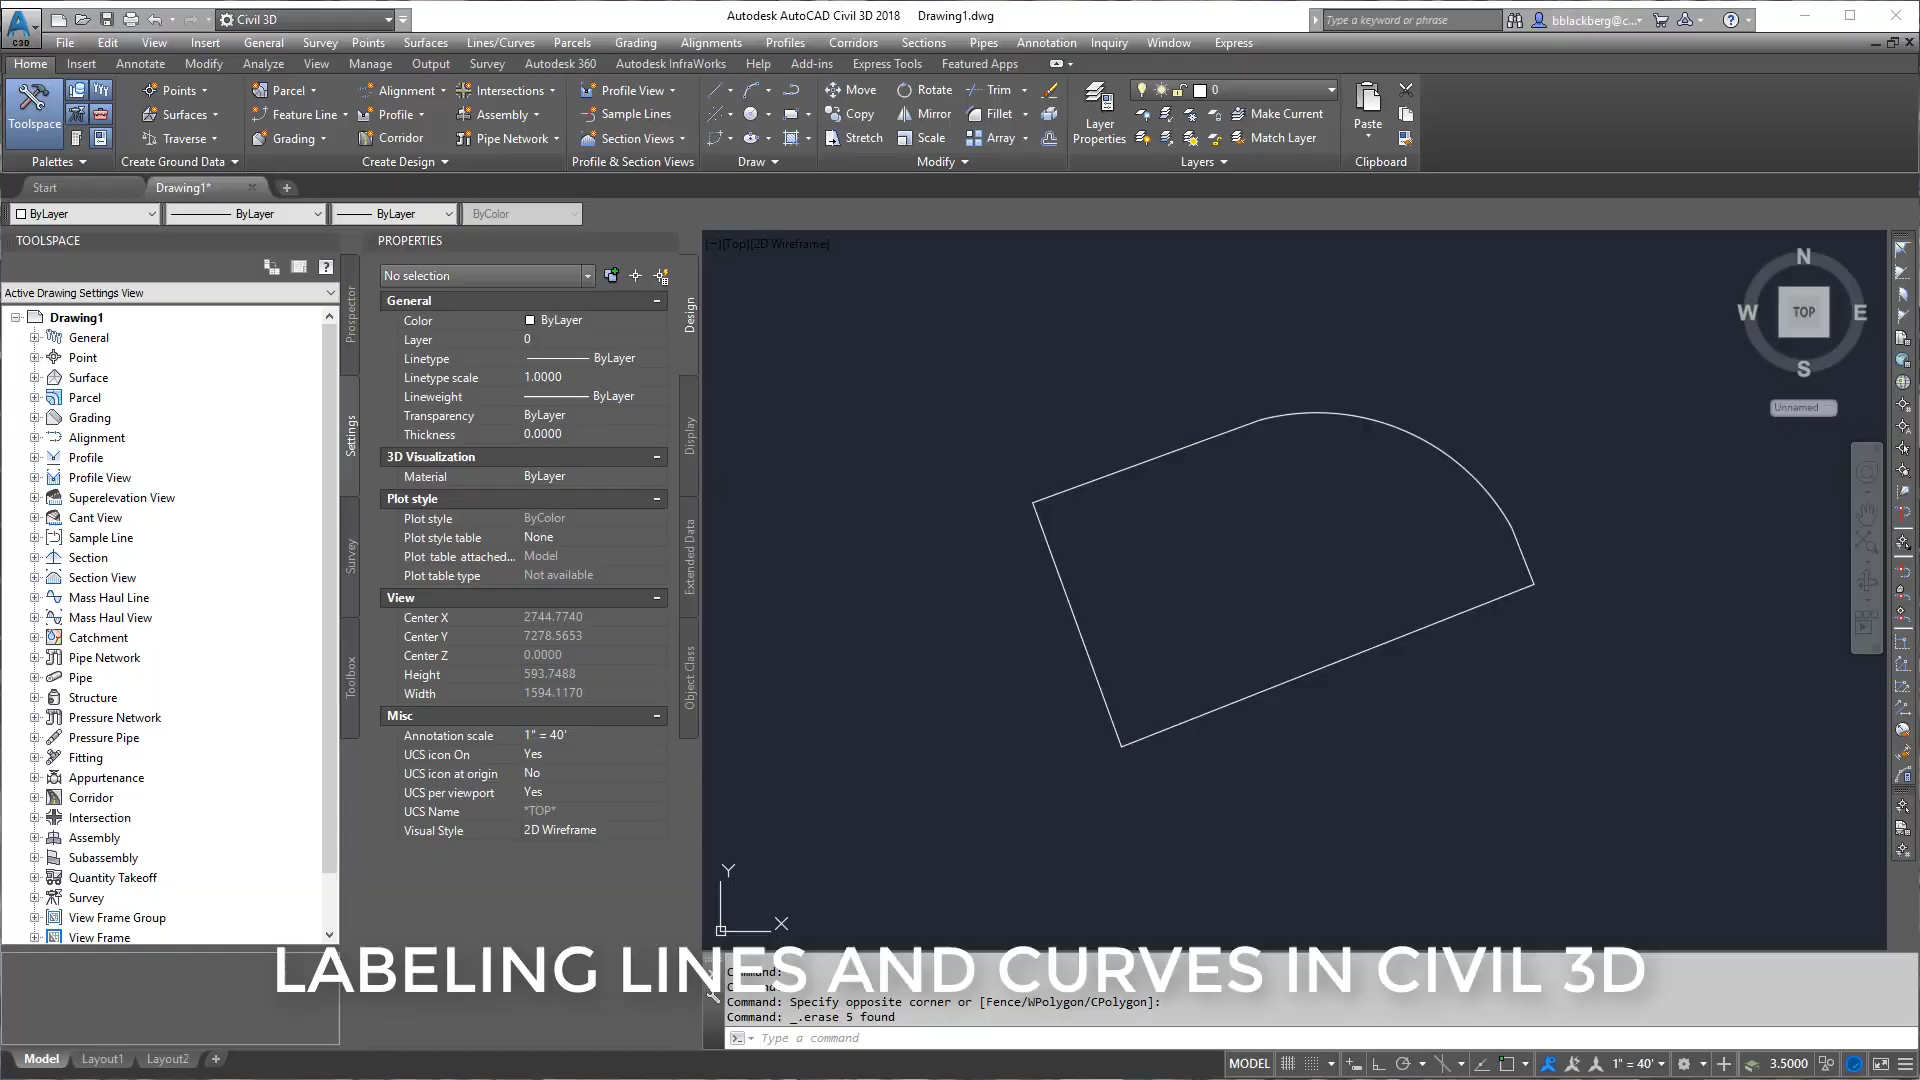 Civil 3D
Autodesk AutoCAD Civil 3D 2018 Drawing1.dwg
Type a keyword or phrase
bblackberg@c...
C3D
File Edit View Insert General Survey Points Surfaces Lines/Curves Parcels Grading Alignments Profiles Corridors Sections Pipes Annotation Inquiry Window Express
Home Insert Annotate Modify Analyze View Manage Output Survey Autodesk 360 Autodesk InfraWorks Help Add-ins Express Tools Featured Apps
Points Parcel Alignment Intersections Profile View Move Rotate Trim 0
Toolspace Surfaces Feature Line Profile Assembly Sample Lines Copy Mirror Fillet Layer Properties Make Current Paste
Traverse Grading Corridor Pipe Network Section Views Stretch Scale Array Match Layer
Palettes Create Ground Data Create Design Profile & Section Views Draw Modify Layers Clipboard
Start Drawing1*
ByLayer ByLayer ByLayer ByColor
TOOLSPACE
Active Drawing Settings View
Drawing1
General
Point
Surface
Parcel
Grading
Alignment
Profile
Profile View
Superelevation View
Cant View
Sample Line
Section
Section View
Mass Haul Line
Mass Haul View
Catchment
Pipe Network
Pipe
Structure
Pressure Network
Pressure Pipe
Fitting
Appurtenance
Corridor
Intersection
Assembly
Subassembly
Quantity Takeoff
Survey
View Frame Group
View Frame
Prospector
Settings
Survey
Toolbox
PROPERTIES
No selection
General
Color ByLayer
Layer 0
Linetype ByLayer
Linetype scale 1.0000
Lineweight ByLayer
Transparency ByLayer
Thickness 0.0000
3D Visualization
Material ByLayer
Plot style
Plot style ByColor
Plot style table None
Plot table attached... Model
Plot table type Not available
View
Center X 2744.7740
Center Y 7278.5653
Center Z 0.0000
Height 593.7488
Width 1594.1170
Misc
Annotation scale 1" = 40'
UCS icon On Yes
UCS icon at origin No
UCS per viewport Yes
UCS Name *TOP*
Visual Style 2D Wireframe
Design
Display
Extended Data
Object Class
[−][Top][2D Wireframe]
N
W TOP E
S
Unnamed
Y
X
LABELING LINES AND CURVES IN CIVIL 3D
Command:
Command: Specify opposite corner or [Fence/WPolygon/CPolygon]:
Command: _.erase 5 found
Type a command
Model Layout1 Layout2
MODEL 1" = 40' 3.5000